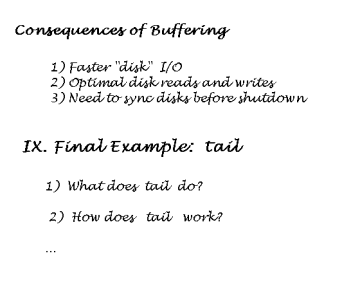 Consequences of Buffering
1) Faster "disk" I/O
2) Optimal disk reads and writes
3) Need to sync disks before shutdown
IX. Final Example: tail
1) What does tail do?
2) How does tail work?
...